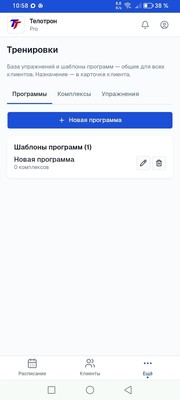 10:58
38 %
Телотрон
Pro
Тренировки
База упражнений и шаблоны программ — общие для всех
клиентов. Назначение — в карточке клиента.
Программы Комплексы Упражнения
+ Новая программа
Шаблоны программ (1)
Новая программа
0 комплексов
Расписание Клиенты Ещё